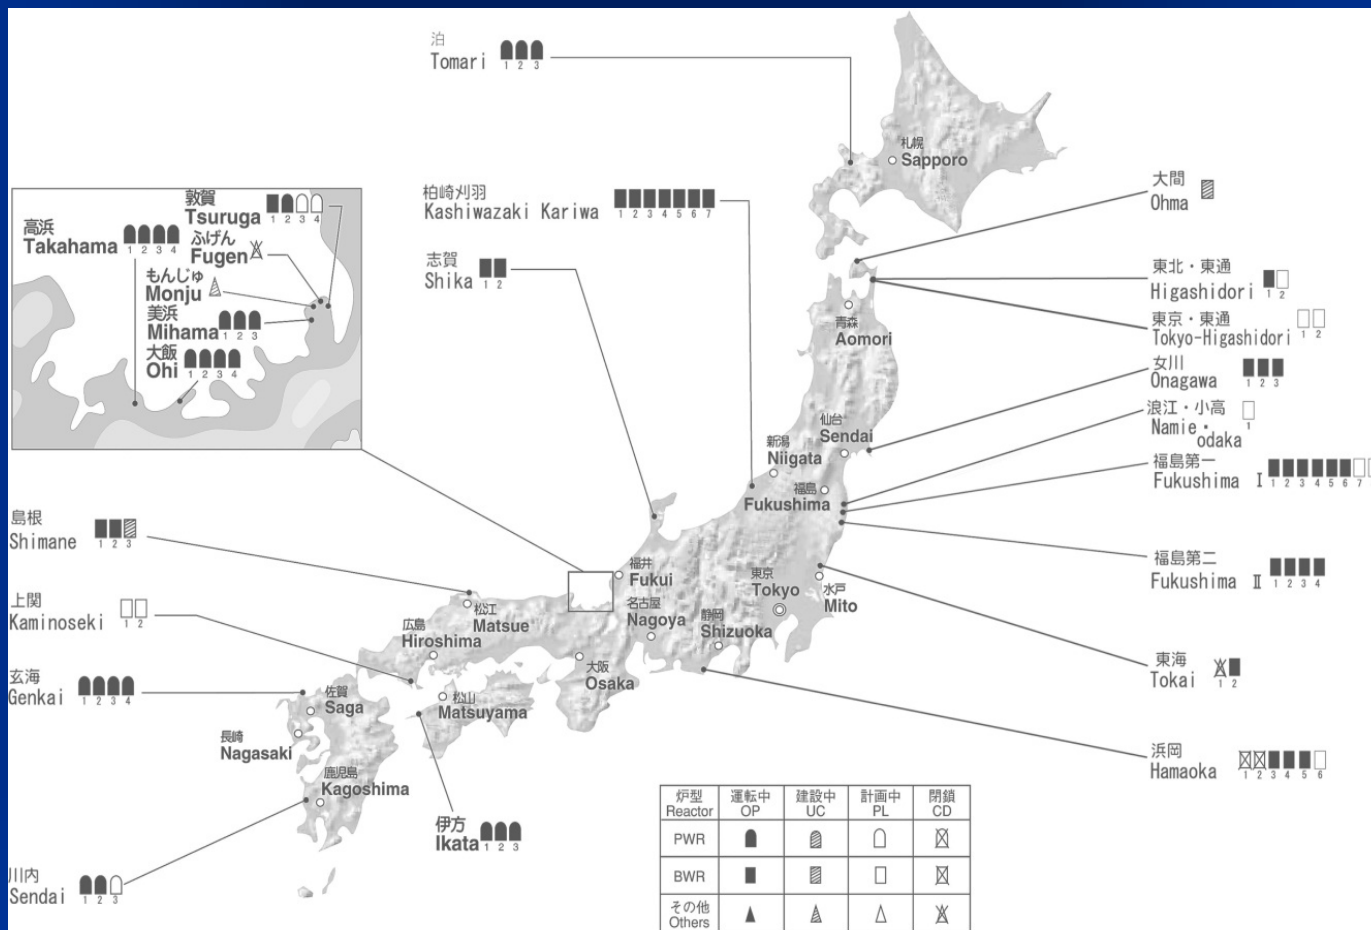 泊
Tomari
1 2 3
札幌
Sapporo
柏崎刈羽
Kashiwazaki Kariwa
1 2 3 4 5 6 7
志賀
Shika
1 2
敦賀
Tsuruga
1 2 3 4
高浜
Takahama
1 2 3 4
ふげん
Fugen
もんじゅ
Monju
美浜
Mihama
1 2 3
大飯
Ohi
1 2 3 4
大間
Ohma
東北・東通
Higashidori
1 2
東京・東通
Tokyo-Higashidori
1 2
女川
Onagawa
1 2 3
浪江・小高
Namie・
odaka
1
福島第一
Fukushima Ⅰ
1 2 3 4 5 6 7
福島第二
Fukushima Ⅱ
1 2 3 4
東海
Tokai
1 2
浜岡
Hamaoka
1 2 3 4 5 6
青森
Aomori
仙台
Sendai
新潟
Niigata
福島
Fukushima
福井
Fukui
東京
Tokyo
水戸
Mito
名古屋
Nagoya
静岡
Shizuoka
島根
Shimane
1 2 3
松江
Matsue
広島
Hiroshima
大阪
Osaka
上関
Kaminoseki
1 2
玄海
Genkai
1 2 3 4
佐賀
Saga
松山
Matsuyama
長崎
Nagasaki
鹿児島
Kagoshima
伊方
Ikata
1 2 3
川内
Sendai
1 2 3
炉型 運転中 建設中 計画中 閉鎖
Reactor OP UC PL CD
PWR
BWR
その他
Others